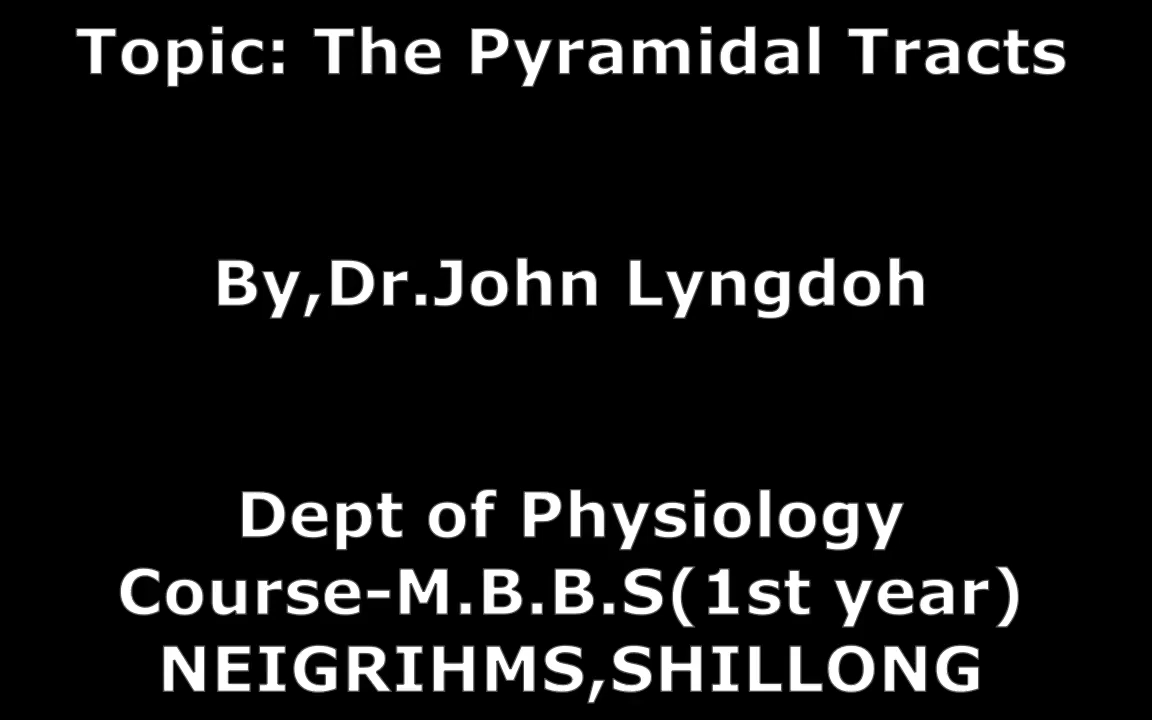 Topic: The Pyramidal Tracts
By,Dr.John Lyngdoh
Dept of Physiology
Course-M.B.B.S(1st year)
NEIGRIHMS,SHILLONG